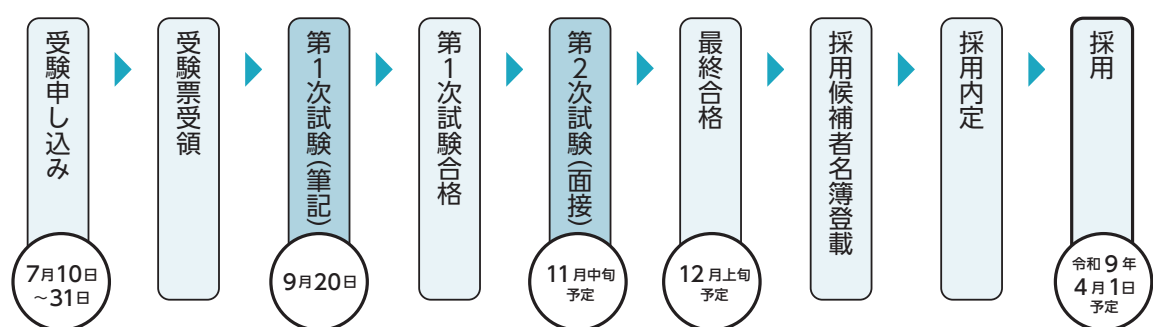 受験申し込み
7月10日
～31日
受験票受領
第1次試験（筆記）
9月20日
第1次試験合格
第2次試験（面接）
11月中旬
予定
最終合格
12月上旬
予定
採用候補者名簿登載
採用内定
採用
令和9年
4月1日
予定